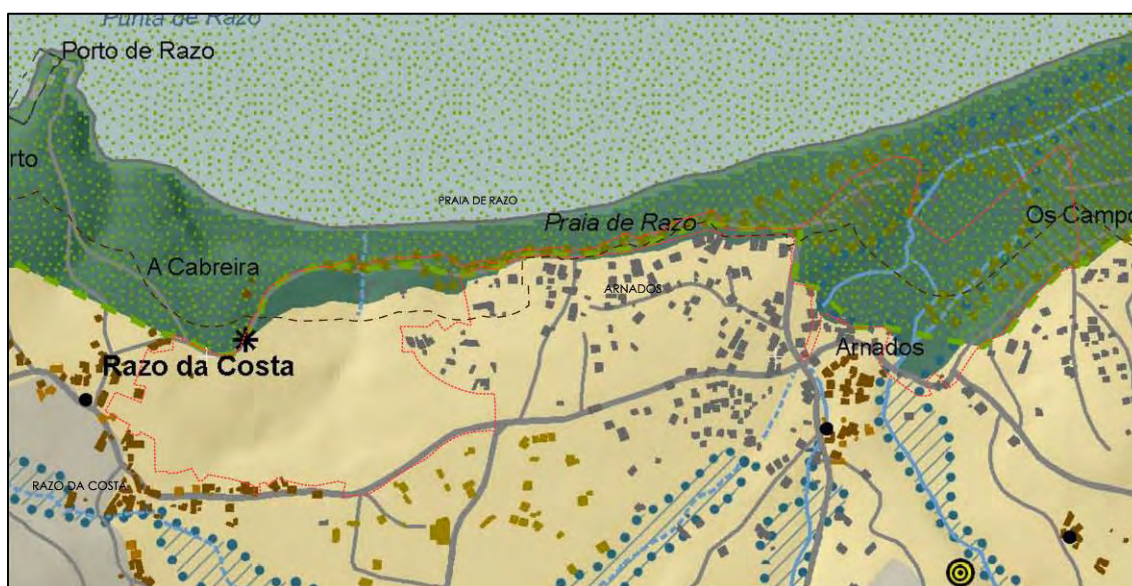 Punta de Razo
Porto de Razo
rto
PRAIA DE RAZO
Praia de Razo
Os Campo
A Cabreira
ARNADOS
Arnados
Razo da Costa
RAZO DA COSTA